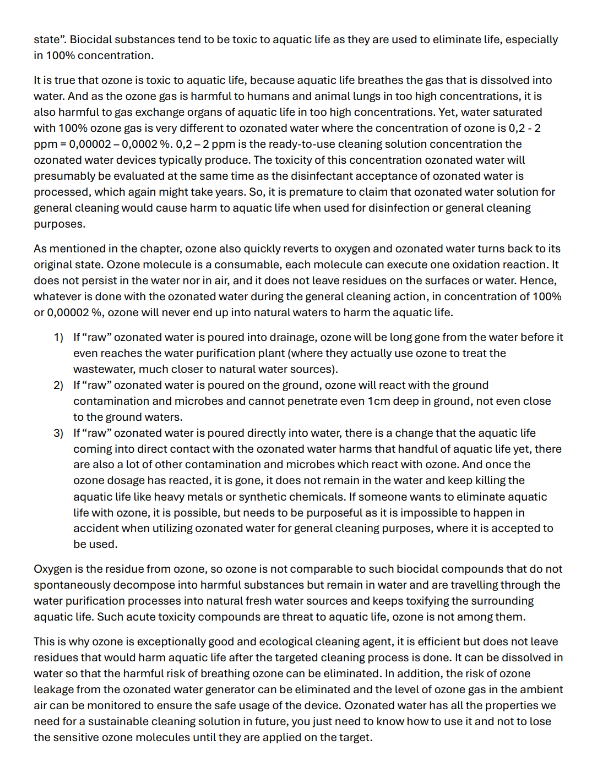 state”. Biocidal substances tend to be toxic to aquatic life as they are used to eliminate life, especially
in 100% concentration.
It is true that ozone is toxic to aquatic life, because aquatic life breathes the gas that is dissolved into
water. And as the ozone gas is harmful to humans and animal lungs in too high concentrations, it is
also harmful to gas exchange organs of aquatic life in too high concentrations. Yet, water saturated
with 100% ozone gas is very different to ozonated water where the concentration of ozone is 0,2 - 2
ppm = 0,00002 – 0,0002 %. 0,2 – 2 ppm is the ready-to-use cleaning solution concentration the
ozonated water devices typically produce. The toxicity of this concentration ozonated water will
presumably be evaluated at the same time as the disinfectant acceptance of ozonated water is
processed, which again might take years. So, it is premature to claim that ozonated water solution for
general cleaning would cause harm to aquatic life when used for disinfection or general cleaning
purposes.
As mentioned in the chapter, ozone also quickly reverts to oxygen and ozonated water turns back to its
original state. Ozone molecule is a consumable, each molecule can execute one oxidation reaction. It
does not persist in the water nor in air, and it does not leave residues on the surfaces or water. Hence,
whatever is done with the ozonated water during the general cleaning action, in concentration of 100%
or 0,00002 %, ozone will never end up into natural waters to harm the aquatic life.
1) If “raw” ozonated water is poured into drainage, ozone will be long gone from the water before it
even reaches the water purification plant (where they actually use ozone to treat the
wastewater, much closer to natural water sources).
2) If “raw” ozonated water is poured on the ground, ozone will react with the ground
contamination and microbes and cannot penetrate even 1cm deep in ground, not even close
to the ground waters.
3) If “raw” ozonated water is poured directly into water, there is a change that the aquatic life
coming into direct contact with the ozonated water harms that handful of aquatic life yet, there
are also a lot of other contamination and microbes which react with ozone. And once the
ozone dosage has reacted, it is gone, it does not remain in the water and keep killing the
aquatic life like heavy metals or synthetic chemicals. If someone wants to eliminate aquatic
life with ozone, it is possible, but needs to be purposeful as it is impossible to happen in
accident when utilizing ozonated water for general cleaning purposes, where it is accepted to
be used.
Oxygen is the residue from ozone, so ozone is not comparable to such biocidal compounds that do not
spontaneously decompose into harmful substances but remain in water and are travelling through the
water purification processes into natural fresh water sources and keeps toxifying the surrounding
aquatic life. Such acute toxicity compounds are threat to aquatic life, ozone is not among them.
This is why ozone is exceptionally good and ecological cleaning agent, it is efficient but does not leave
residues that would harm aquatic life after the targeted cleaning process is done. It can be dissolved in
water so that the harmful risk of breathing ozone can be eliminated. In addition, the risk of ozone
leakage from the ozonated water generator can be eliminated and the level of ozone gas in the ambient
air can be monitored to ensure the safe usage of the device. Ozonated water has all the properties we
need for a sustainable cleaning solution in future, you just need to know how to use it and not to lose
the sensitive ozone molecules until they are applied on the target.